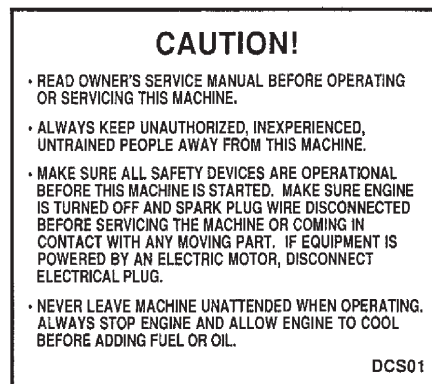 CAUTION!
• READ OWNER'S SERVICE MANUAL BEFORE OPERATING
OR SERVICING THIS MACHINE.
• ALWAYS KEEP UNAUTHORIZED, INEXPERIENCED,
UNTRAINED PEOPLE AWAY FROM THIS MACHINE.
• MAKE SURE ALL SAFETY DEVICES ARE OPERATIONAL
BEFORE THIS MACHINE IS STARTED. MAKE SURE ENGINE
IS TURNED OFF AND SPARK PLUG WIRE DISCONNECTED
BEFORE SERVICING THE MACHINE OR COMING IN
CONTACT WITH ANY MOVING PART. IF EQUIPMENT IS
POWERED BY AN ELECTRIC MOTOR, DISCONNECT
ELECTRICAL PLUG.
• NEVER LEAVE MACHINE UNATTENDED WHEN OPERATING.
ALWAYS STOP ENGINE AND ALLOW ENGINE TO COOL
BEFORE ADDING FUEL OR OIL.
DCS01